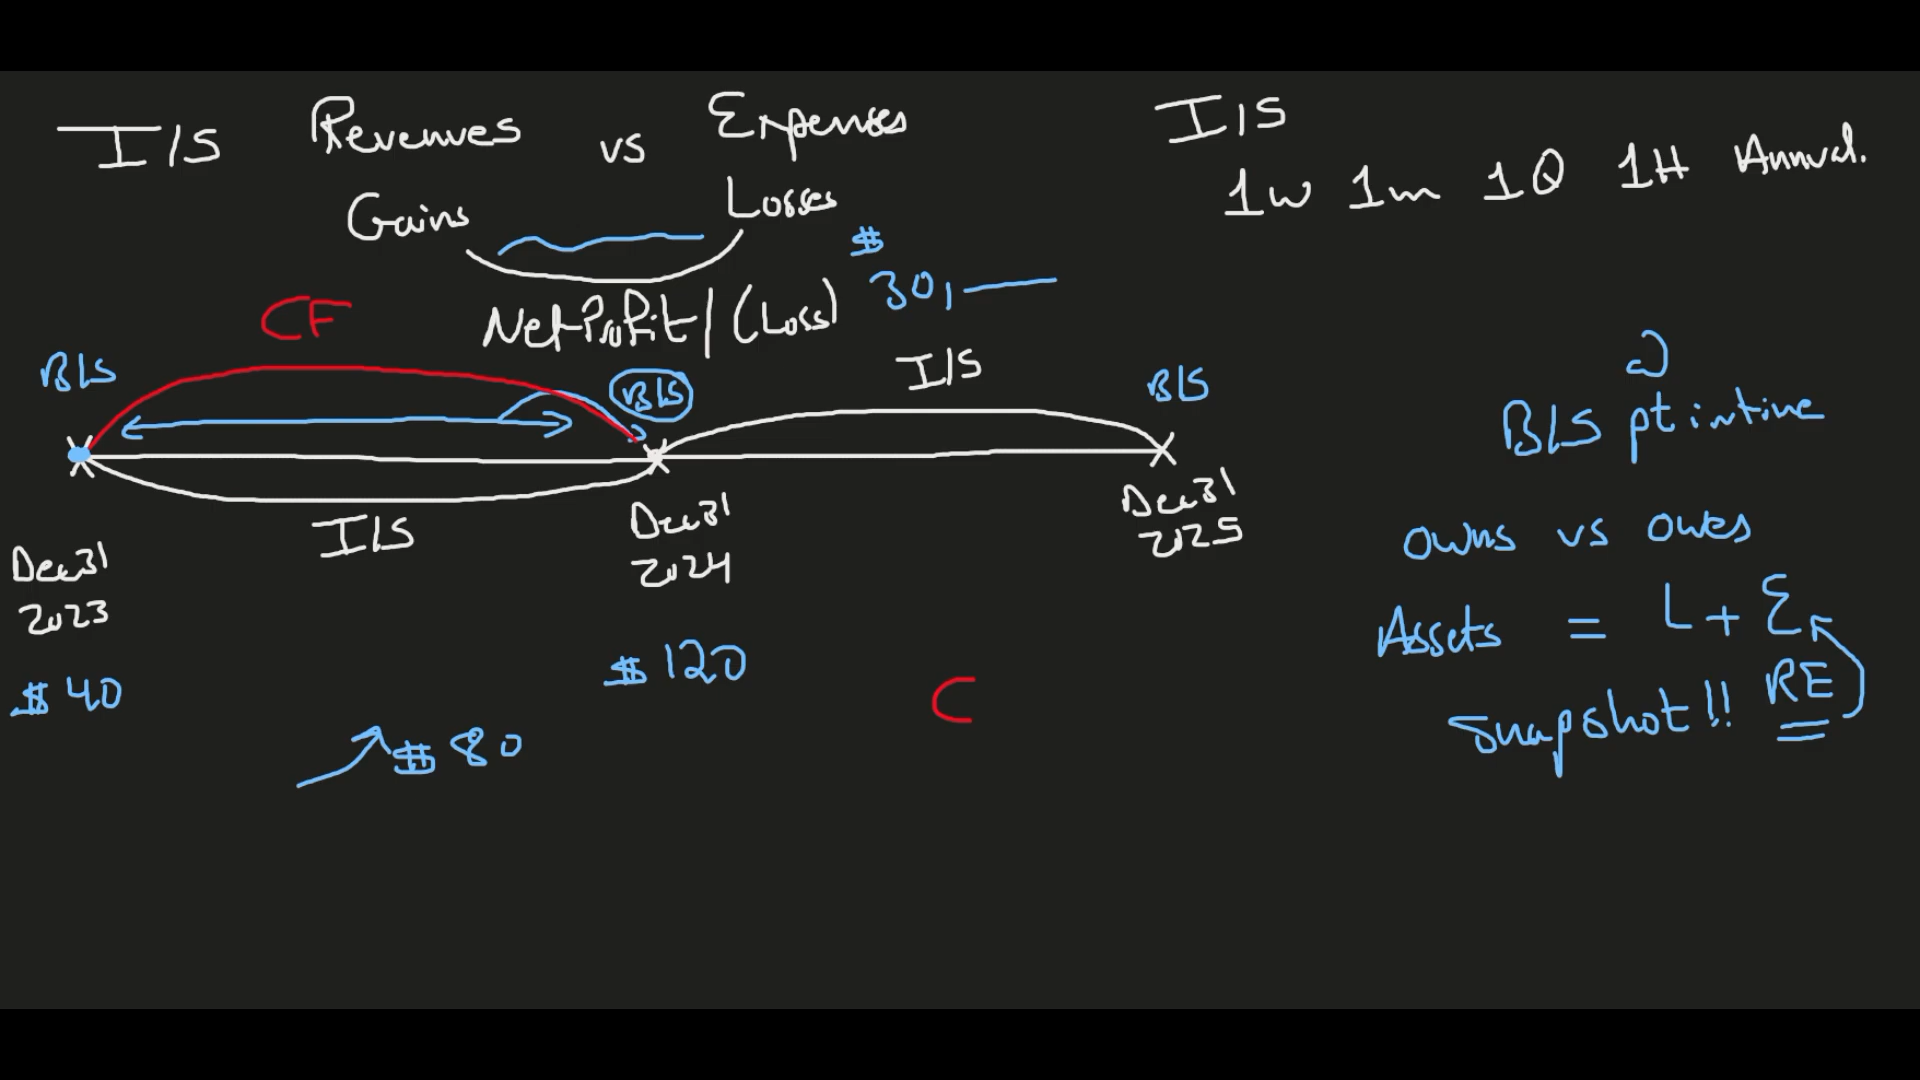 I/S Revenues vs Expenses
Gains Losses
Net Profit/(Loss)
$
30,
I/S
1w 1m 1Q 1H Annual.
CF
B/S B/S I/S B/S
I/S
Dec 31
2023
Dec 31
2024
Dec 31
2025
$40
$120
$80
C
B/S pt in time
owns vs owes
Assets = L + E
RE
Snapshot!!